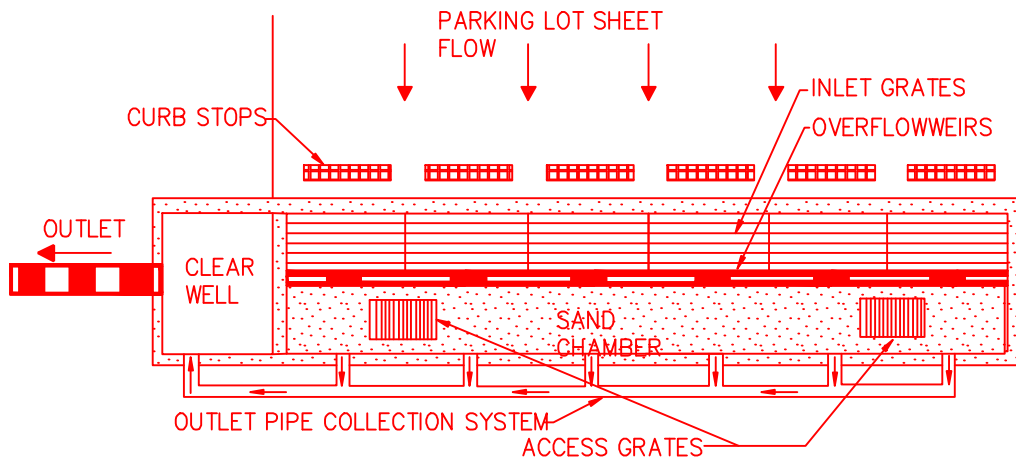 PARKING LOT SHEET
FLOW
INLET GRATES
CURB STOPS
OVERFLOWWEIRS
OUTLET
CLEAR
WELL
SAND
CHAMBER
OUTLET PIPE COLLECTION SYSTEM
ACCESS GRATES